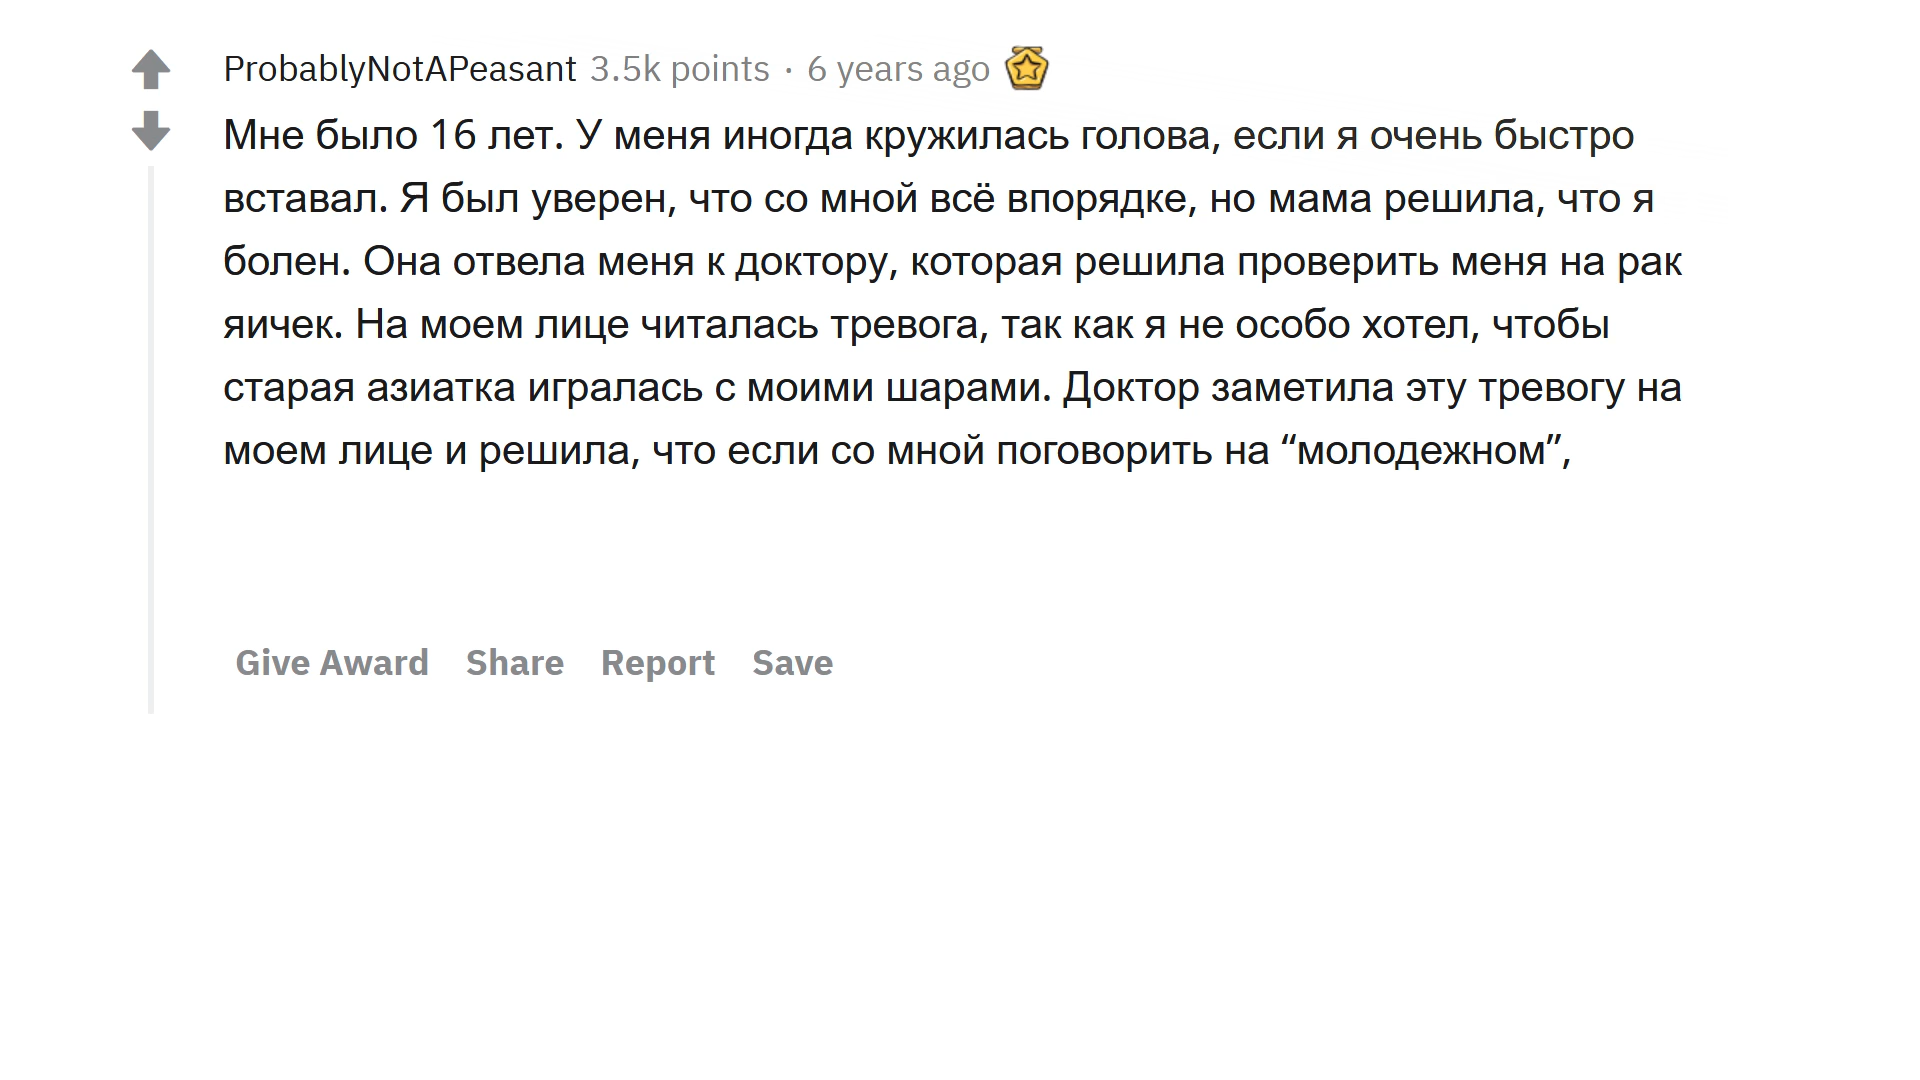 ProbablyNotAPeasant 3.5k points · 6 years ago
Мне было 16 лет. У меня иногда кружилась голова, если я очень быстро
вставал. Я был уверен, что со мной всё впорядке, но мама решила, что я
болен. Она отвела меня к доктору, которая решила проверить меня на рак
яичек. На моем лице читалась тревога, так как я не особо хотел, чтобы
старая азиатка игралась с моими шарами. Доктор заметила эту тревогу на
моем лице и решила, что если со мной поговорить на “молодежном”,
Give Award Share Report Save